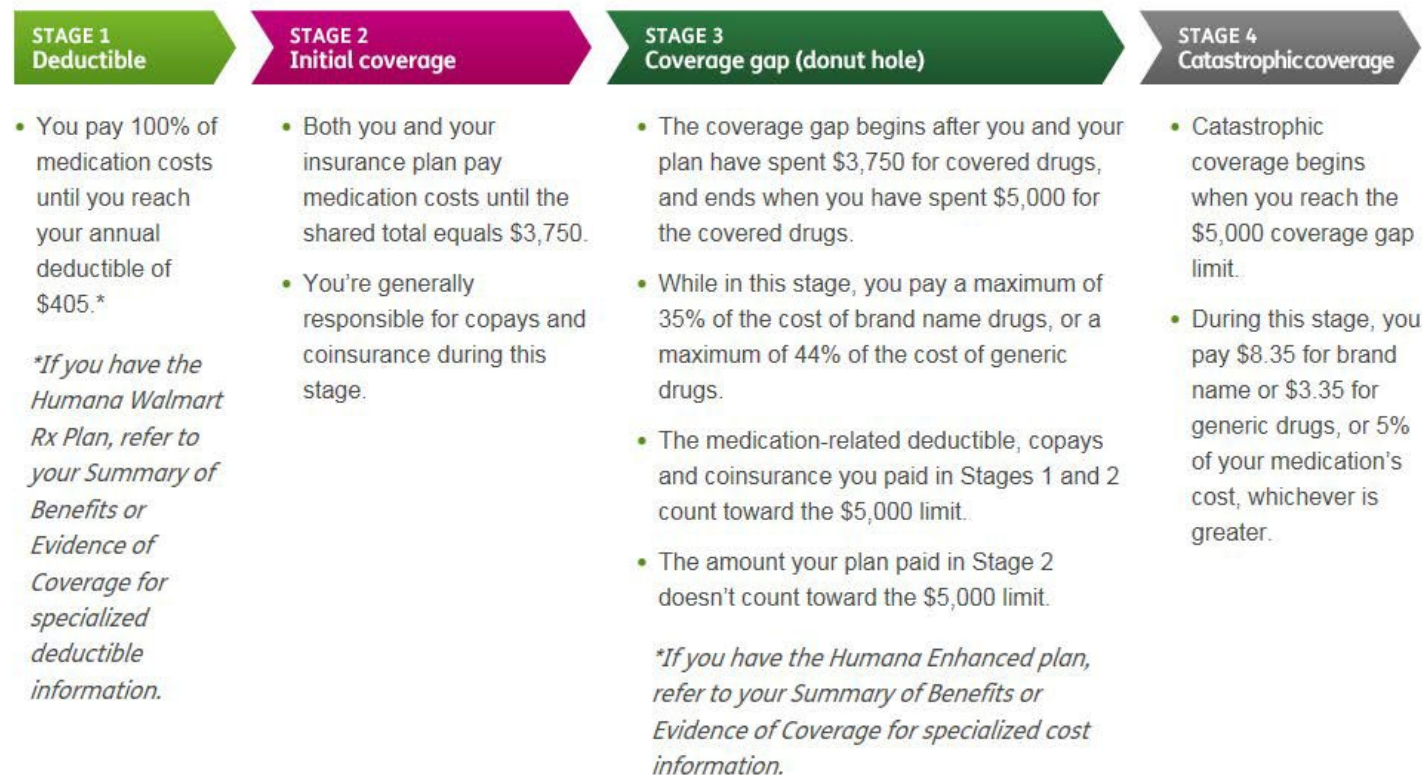 STAGE 1
Deductible
• You pay 100% of
medication costs
until you reach
your annual
deductible of
$405.*
*If you have the
Humana Walmart
Rx Plan, refer to
your Summary of
Benefits or
Evidence of
Coverage for
specialized
deductible
information.
STAGE 2
Initial coverage
• Both you and your
insurance plan pay
medication costs until the
shared total equals $3,750.
• You’re generally
responsible for copays and
coinsurance during this
stage.
STAGE 3
Coverage gap (donut hole)
• The coverage gap begins after you and your
plan have spent $3,750 for covered drugs,
and ends when you have spent $5,000 for
the covered drugs.
• While in this stage, you pay a maximum of
35% of the cost of brand name drugs, or a
maximum of 44% of the cost of generic
drugs.
• The medication-related deductible, copays
and coinsurance you paid in Stages 1 and 2
count toward the $5,000 limit.
• The amount your plan paid in Stage 2
doesn’t count toward the $5,000 limit.
*If you have the Humana Enhanced plan,
refer to your Summary of Benefits or
Evidence of Coverage for specialized cost
information.
STAGE 4
Catastrophic coverage
• Catastrophic
coverage begins
when you reach the
$5,000 coverage gap
limit.
• During this stage, you
pay $8.35 for brand
name or $3.35 for
generic drugs, or 5%
of your medication’s
cost, whichever is
greater.